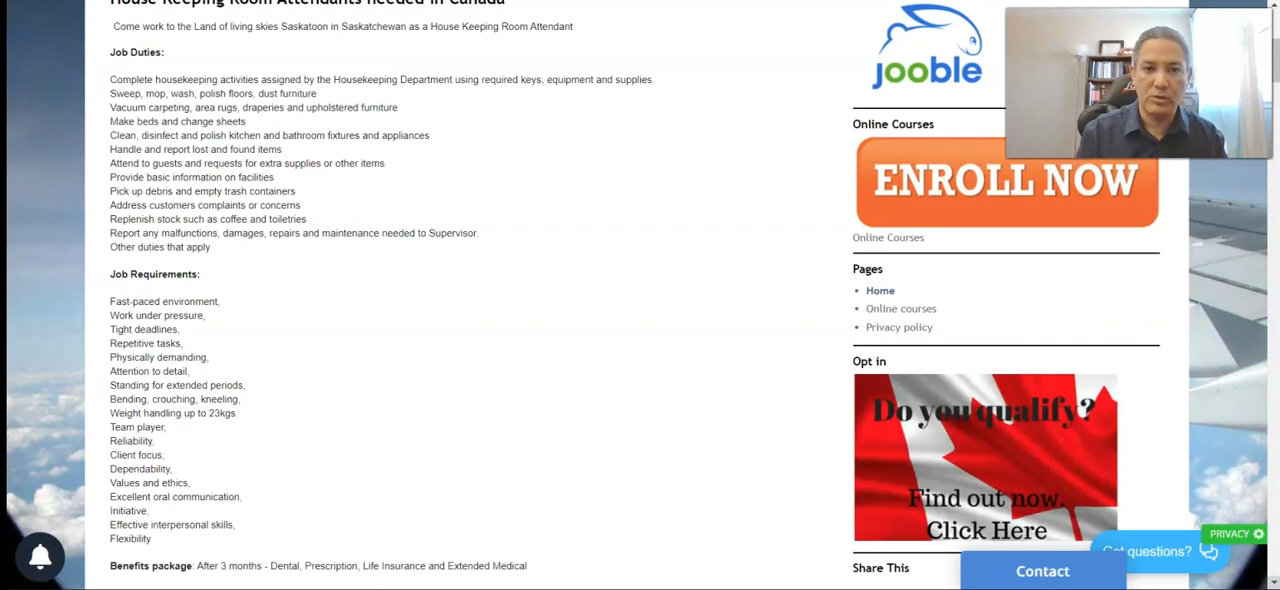 House Keeping Room Attendants needed in Canada
Come work to the Land of living skies Saskatoon in Saskatchewan as a House Keeping Room Attendant
Job Duties:
Complete housekeeping activities assigned by the Housekeeping Department using required keys, equipment and supplies.
Sweep, mop, wash, polish floors, dust furniture
Vacuum carpeting, area rugs, draperies and upholstered furniture
Make beds and change sheets
Clean, disinfect and polish kitchen and bathroom fixtures and appliances
Handle and report lost and found items
Attend to guests and requests for extra supplies or other items
Provide basic information on facilities
Pick up debris and empty trash containers
Address customers complaints or concerns
Replenish stock such as coffee and toiletries
Report any malfunctions, damages, repairs and maintenance needed to Supervisor.
Other duties that apply
Job Requirements:
Fast-paced environment,
Work under pressure,
Tight deadlines,
Repetitive tasks,
Physically demanding,
Attention to detail,
Standing for extended periods,
Bending, crouching, kneeling,
Weight handling up to 23kgs.
Team player,
Reliability,
Client focus,
Dependability,
Values and ethics,
Excellent oral communication,
Initiative,
Effective interpersonal skills,
Flexibility
Benefits package: After 3 months - Dental, Prescription, Life Insurance and Extended Medical
jooble
Online Courses
ENROLL NOW
Online Courses
Pages
Home
Online courses
Privacy policy
Opt in
Do you qualify?
Find out now.
Click Here
PRIVACY
Got questions?
Share This
Contact